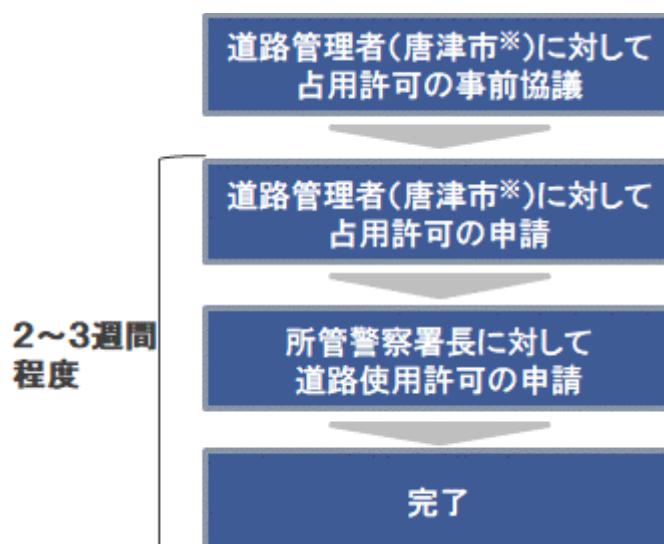 道路管理者(唐津市※)に対して
占用許可の事前協議
道路管理者(唐津市※)に対して
占用許可の申請
2～3週間
程度
所管警察署長に対して
道路使用許可の申請
完了